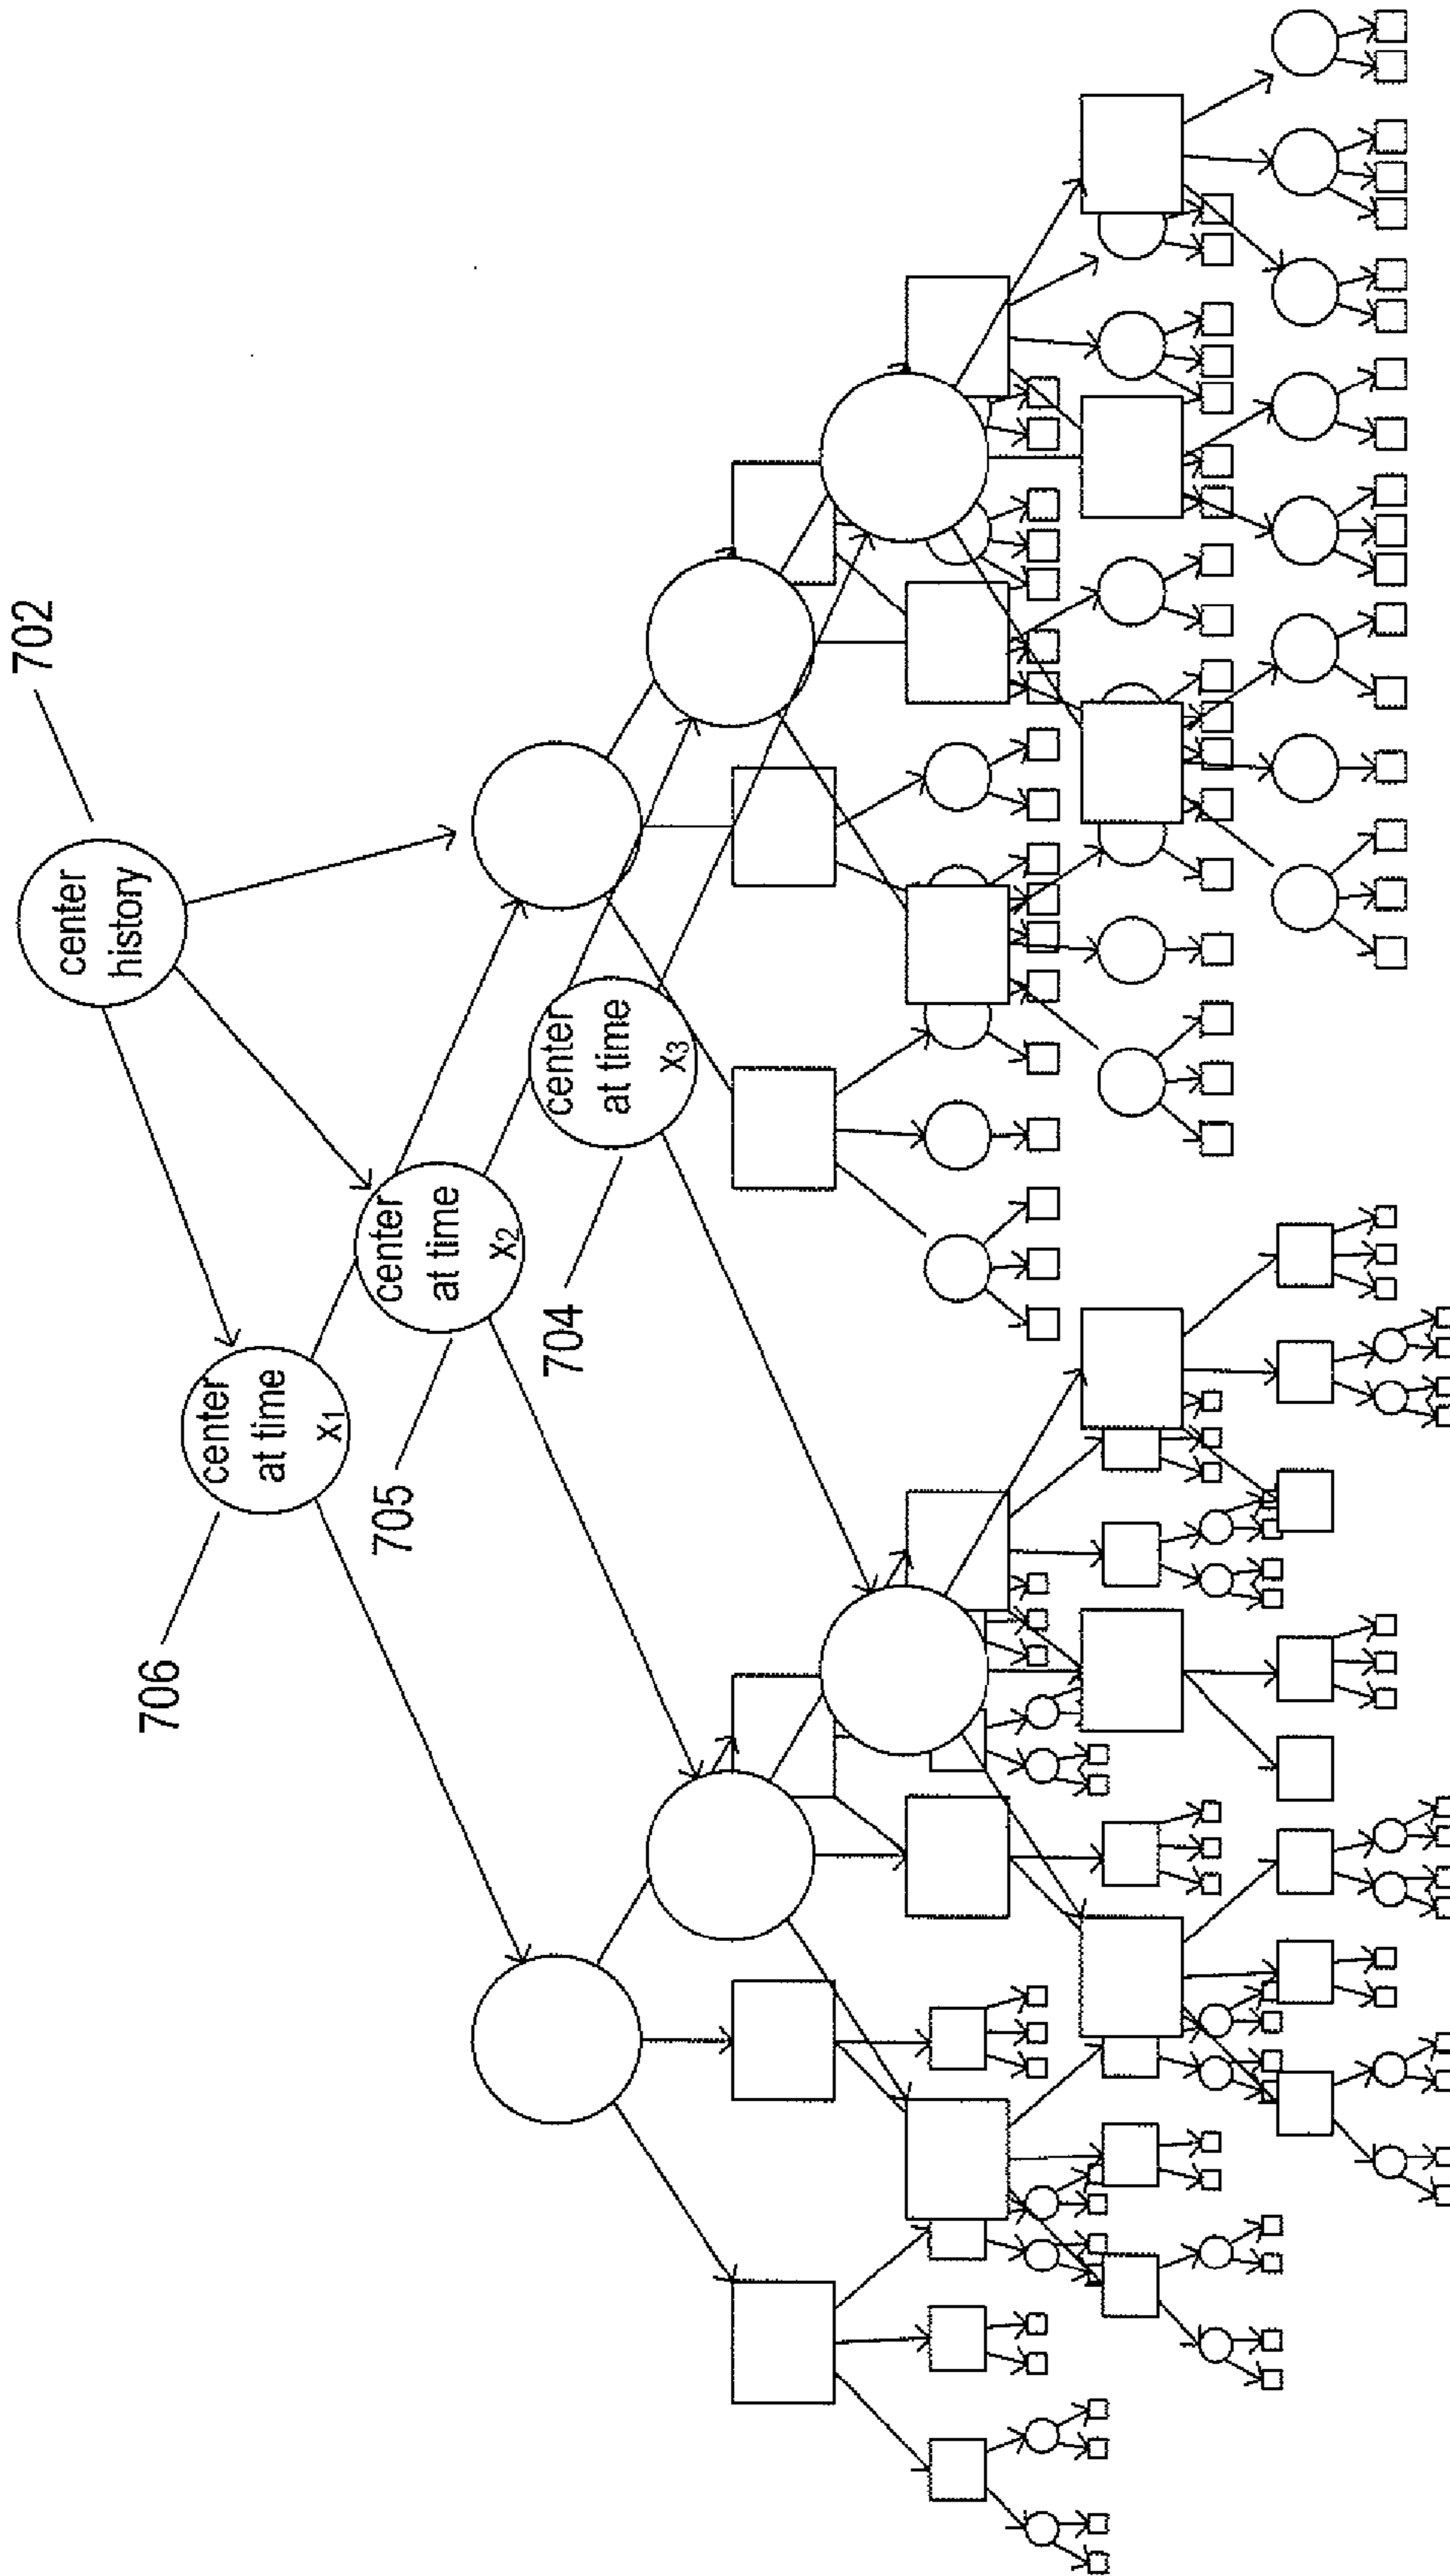 702
center
history
706
center
at time
x1
705
center
at time
x2
704
center
at time
x3